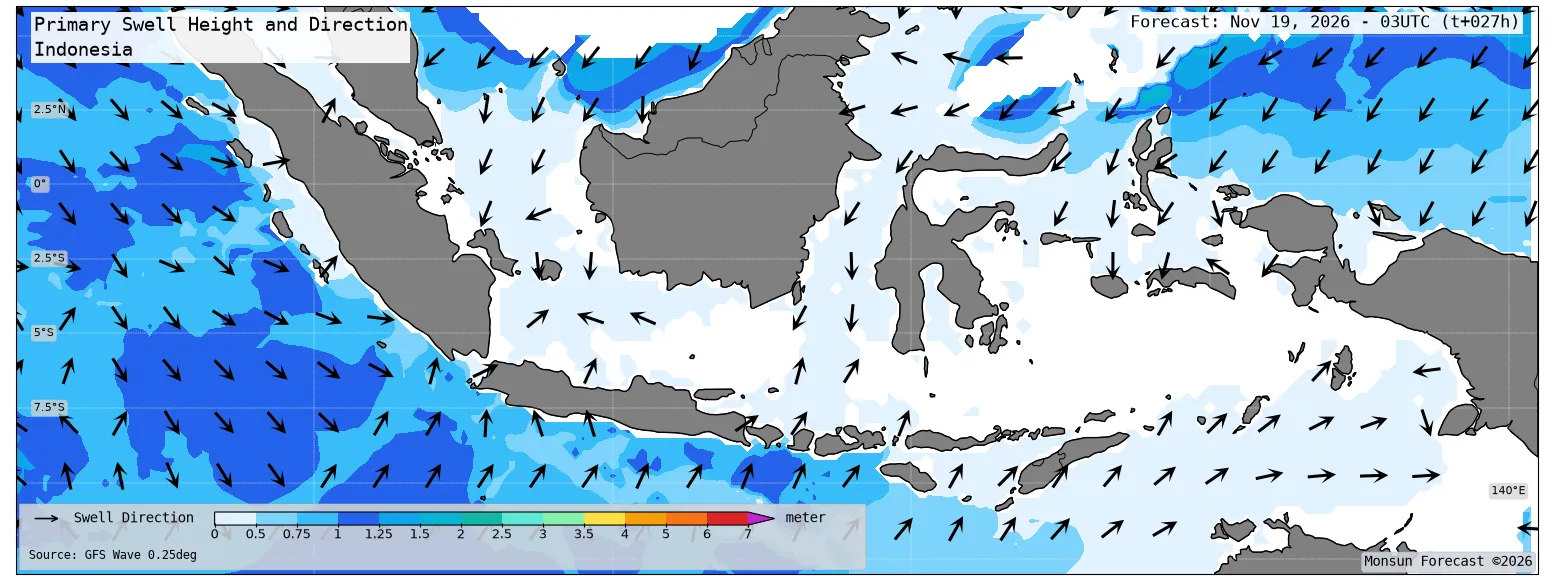 Primary Swell Height and Direction
Indonesia
Forecast: Nov 19, 2026 - 03UTC (t+027h)
2.5°N
0°
2.5°S
5°S
7.5°S
140°E
Swell Direction
0 0.5 0.75 1 1.25 1.5 2 2.5 3 3.5 4 5 6 7 meter
Source: GFS Wave 0.25deg
Monsun Forecast ©2026